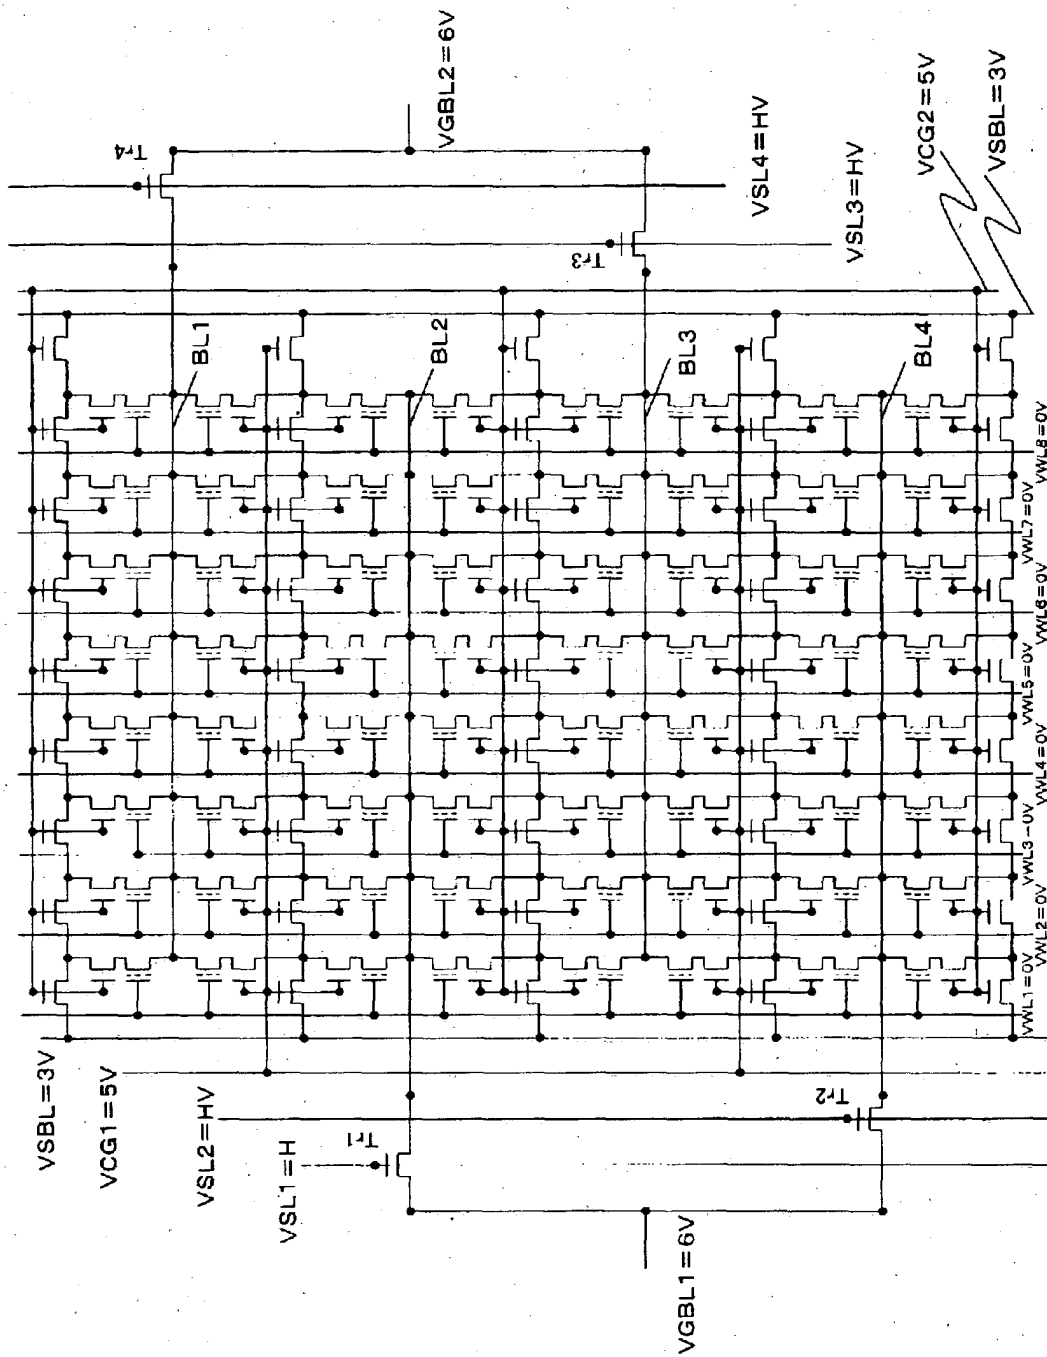 VSBL=3V
VCG1=5V
VSL2=HV
VSL1=H
VGBL1=6V
Tr1
Tr2
VWL1=0V
VWL2=0V
VWL3-0V
VWL4=0V
VWL5=0V
VWL6=0V
VWL7=0V
VWL8=0V
BL1
BL2
BL3
BL4
Tr3
Tr4
VGBL2=6V
VSL4=HV
VSL3=HV
VCG2=5V
VSBL=3V